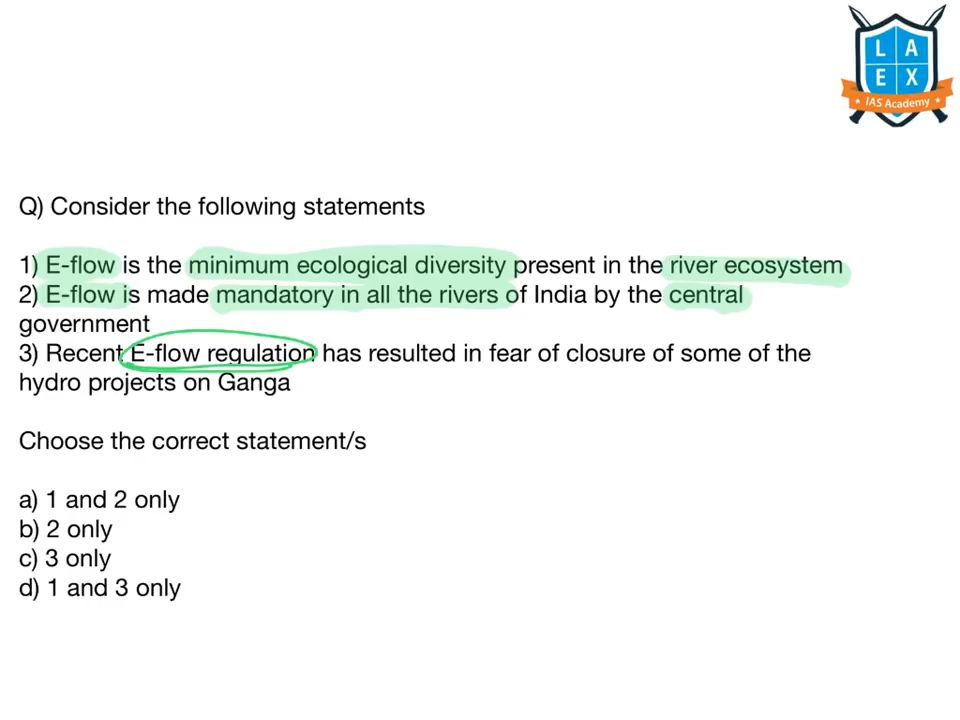 L A
E X
IAS Academy
Q) Consider the following statements
1) E-flow is the minimum ecological diversity present in the river ecosystem
2) E-flow is made mandatory in all the rivers of India by the central
government
3) Recent E-flow regulation has resulted in fear of closure of some of the
hydro projects on Ganga
Choose the correct statement/s
a) 1 and 2 only
b) 2 only
c) 3 only
d) 1 and 3 only